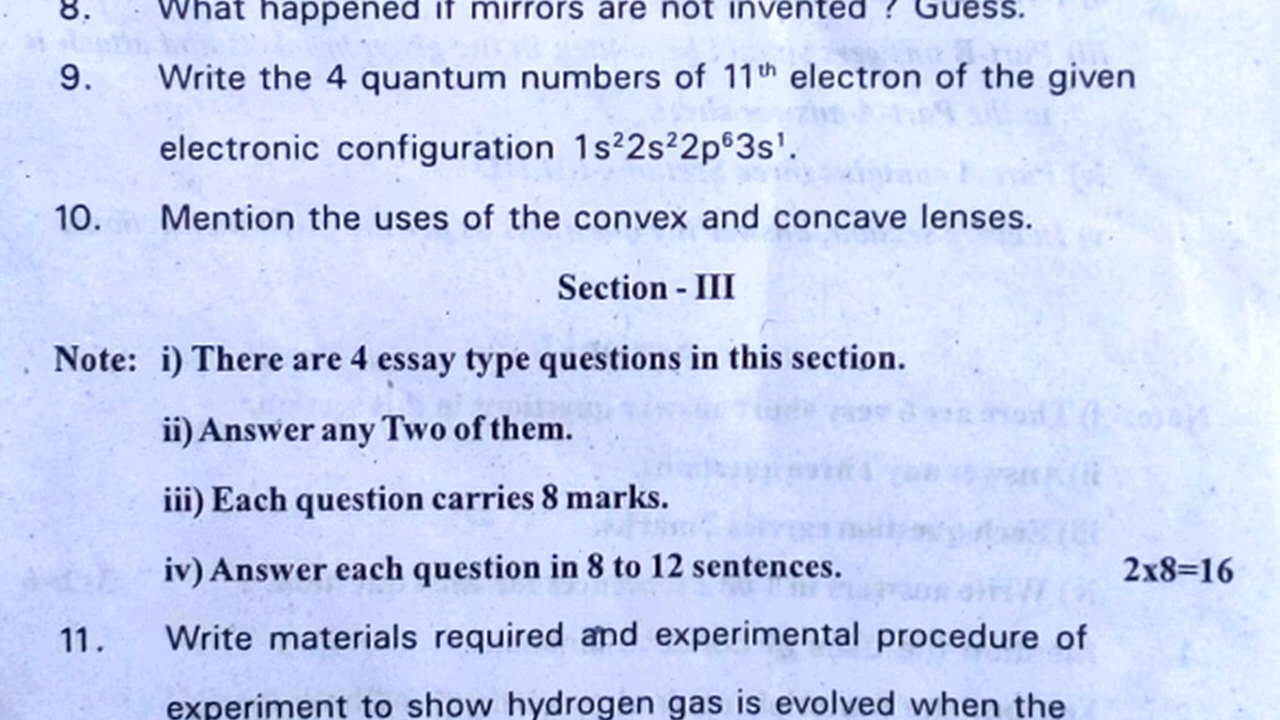 8. What happened if mirrors are not invented ? Guess.
9. Write the 4 quantum numbers of 11ᵗʰ electron of the given
electronic configuration 1s²2s²2p⁶3s¹.
10. Mention the uses of the convex and concave lenses.
Section - III
Note: i) There are 4 essay type questions in this section.
ii) Answer any Two of them.
iii) Each question carries 8 marks.
iv) Answer each question in 8 to 12 sentences. 2x8=16
11. Write materials required and experimental procedure of
experiment to show hydrogen gas is evolved when the